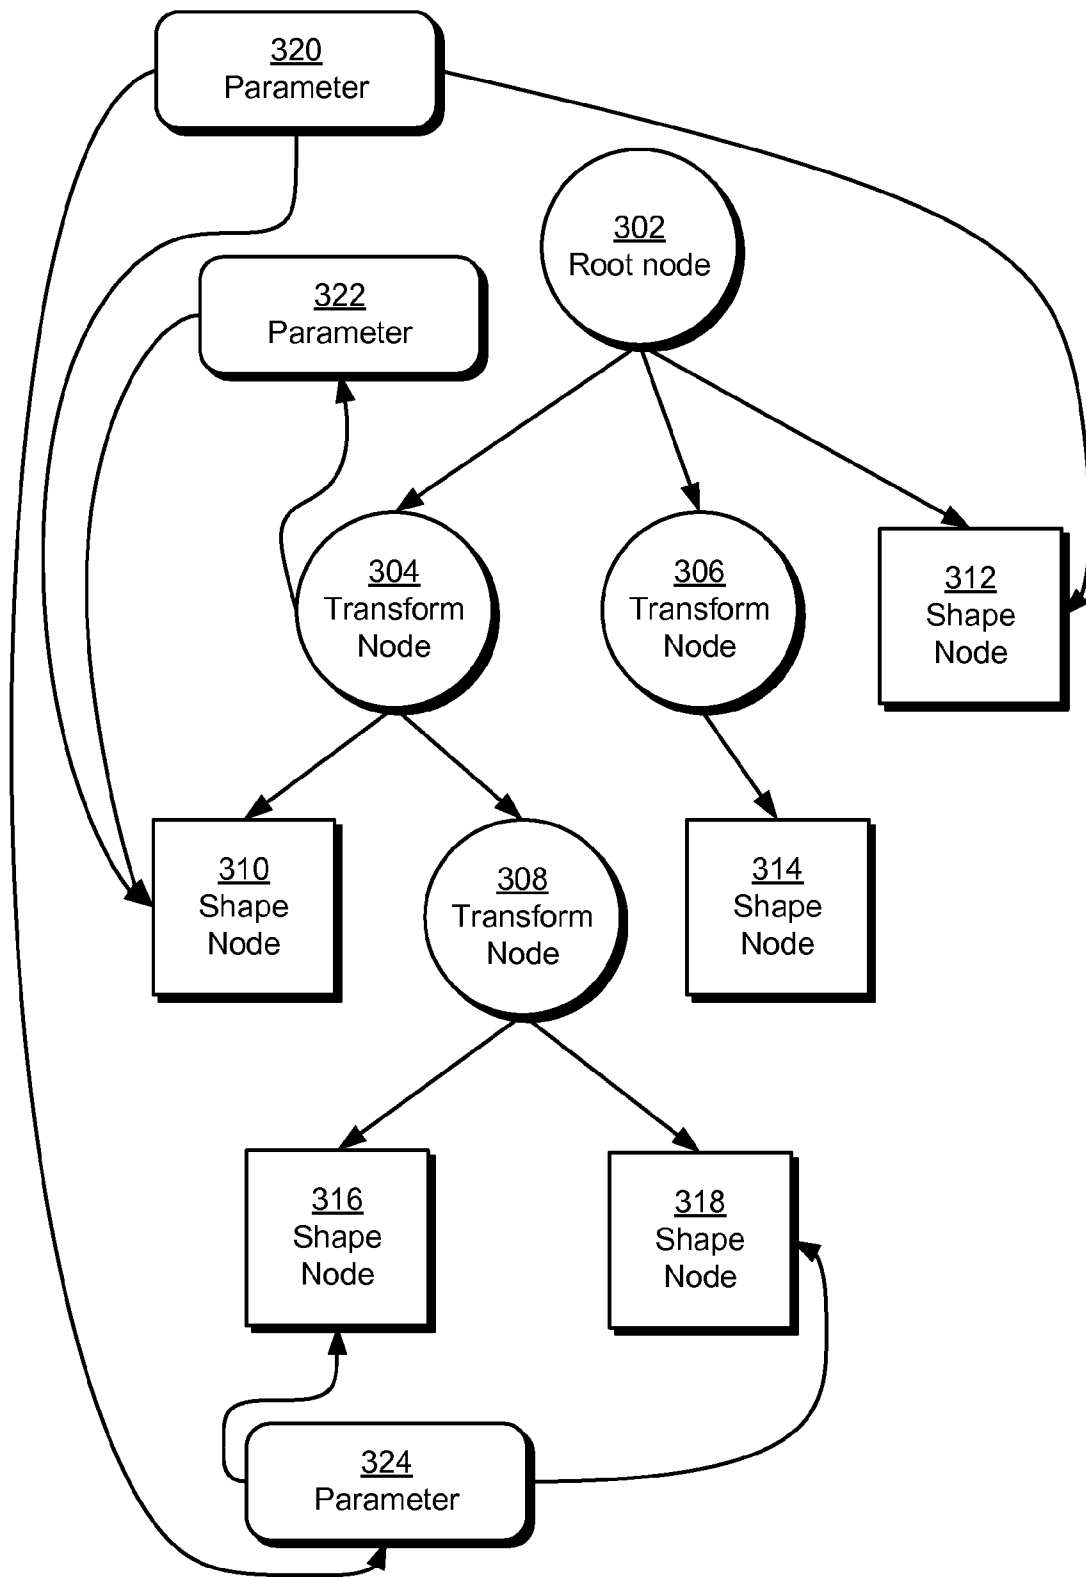 320
Parameter
302
Root node
322
Parameter
304
Transform
Node
306
Transform
Node
312
Shape
Node
310
Shape
Node
308
Transform
Node
314
Shape
Node
316
Shape
Node
318
Shape
Node
324
Parameter